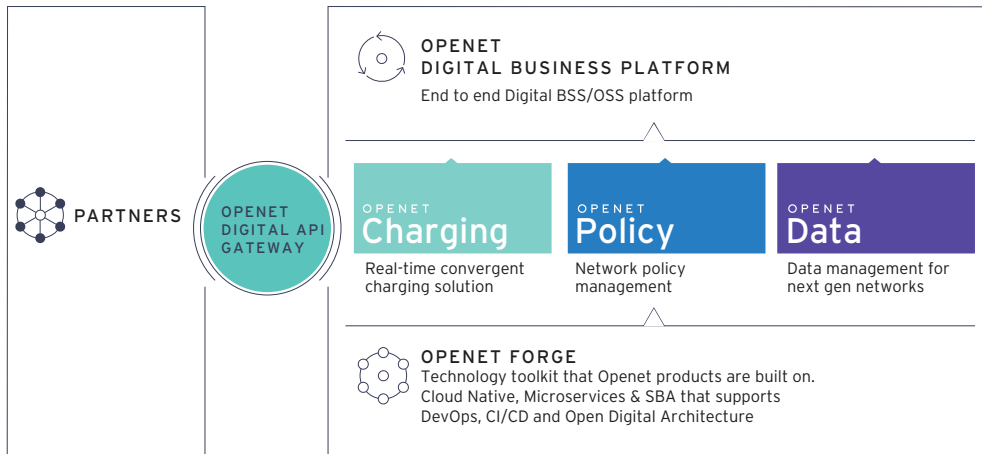 PARTNERS
OPENET
DIGITAL API
GATEWAY
OPENET
DIGITAL BUSINESS PLATFORM
End to end Digital BSS/OSS platform
OPENET
Charging
Real-time convergent
charging solution
OPENET
Policy
Network policy
management
OPENET
Data
Data management for
next gen networks
OPENET FORGE
Technology toolkit that Openet products are built on.
Cloud Native, Microservices & SBA that supports
DevOps, CI/CD and Open Digital Architecture